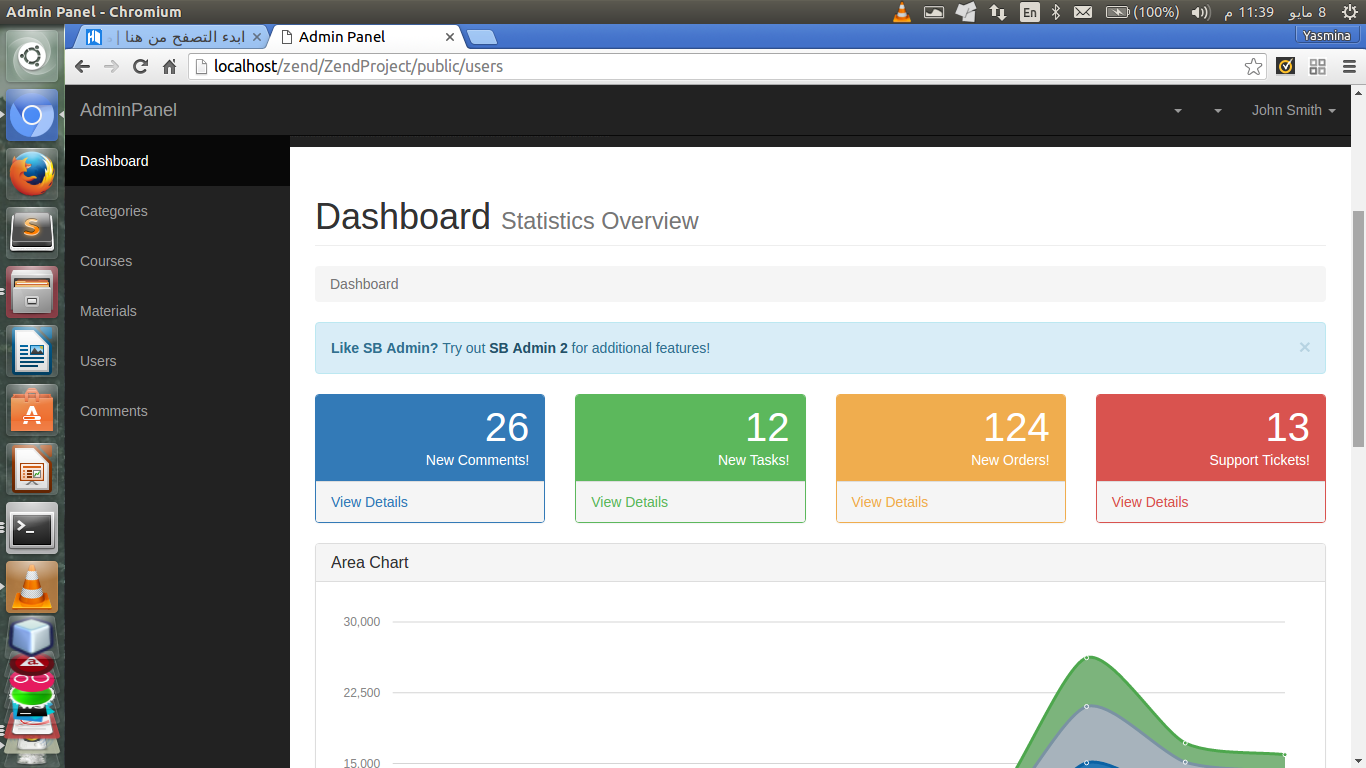 Admin Panel - Chromium
En
(100%)
م 11:39
8 مايو
ابدء التصفح من هنا |
Admin Panel
Yasmina
localhost/zend/ZendProject/public/users
AdminPanel
John Smith
Dashboard
Categories
Courses
Materials
Users
Comments
Dashboard Statistics Overview
Dashboard
Like SB Admin? Try out SB Admin 2 for additional features!
×
26
New Comments!
View Details
12
New Tasks!
View Details
124
New Orders!
View Details
13
Support Tickets!
View Details
Area Chart
30,000
22,500
15,000